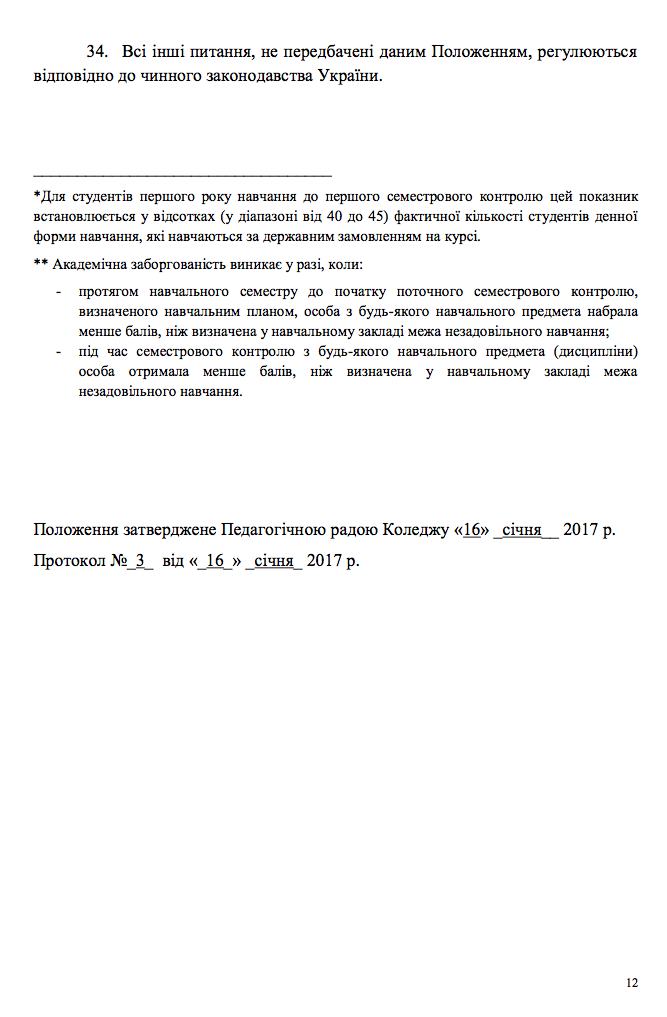 34. Всі інші питання, не передбачені даним Положенням, регулюються
відповідно до чинного законодавства України.
__________________________________
*Для студентів першого року навчання до першого семестрового контролю цей показник
встановлюється у відсотках (у діапазоні від 40 до 45) фактичної кількості студентів денної
форми навчання, які навчаються за державним замовленням на курсі.
** Академічна заборгованість виникає у разі, коли:
- протягом навчального семестру до початку поточного семестрового контролю,
визначеного навчальним планом, особа з будь-якого навчального предмета набрала
менше балів, ніж визначена у навчальному закладі межа незадовільного навчання;
- під час семестрового контролю з будь-якого навчального предмета (дисципліни)
особа отримала менше балів, ніж визначена у навчальному закладі межа
незадовільного навчання.
Положення затверджене Педагогічною радою Коледжу «16» _січня__ 2017 р.
Протокол №_3_ від «_16_» _січня_ 2017 р.
12